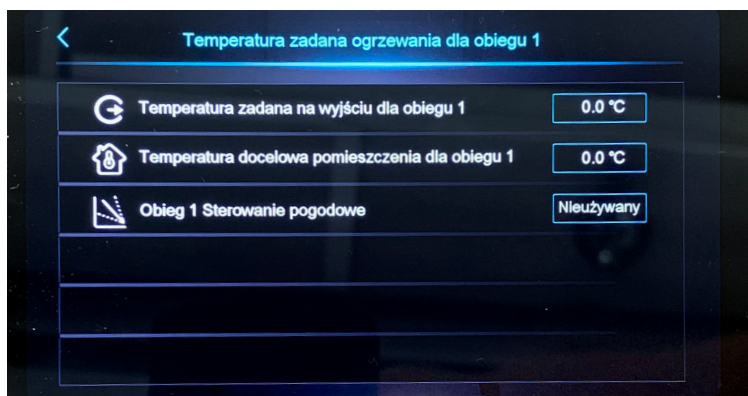 Temperatura zadana ogrzewania dla obiegu 1
Temperatura zadana na wyjściu dla obiegu 1 0.0 °C
Temperatura docelowa pomieszczenia dla obiegu 1 0.0 °C
Obieg 1 Sterowanie pogodowe Nieużywany